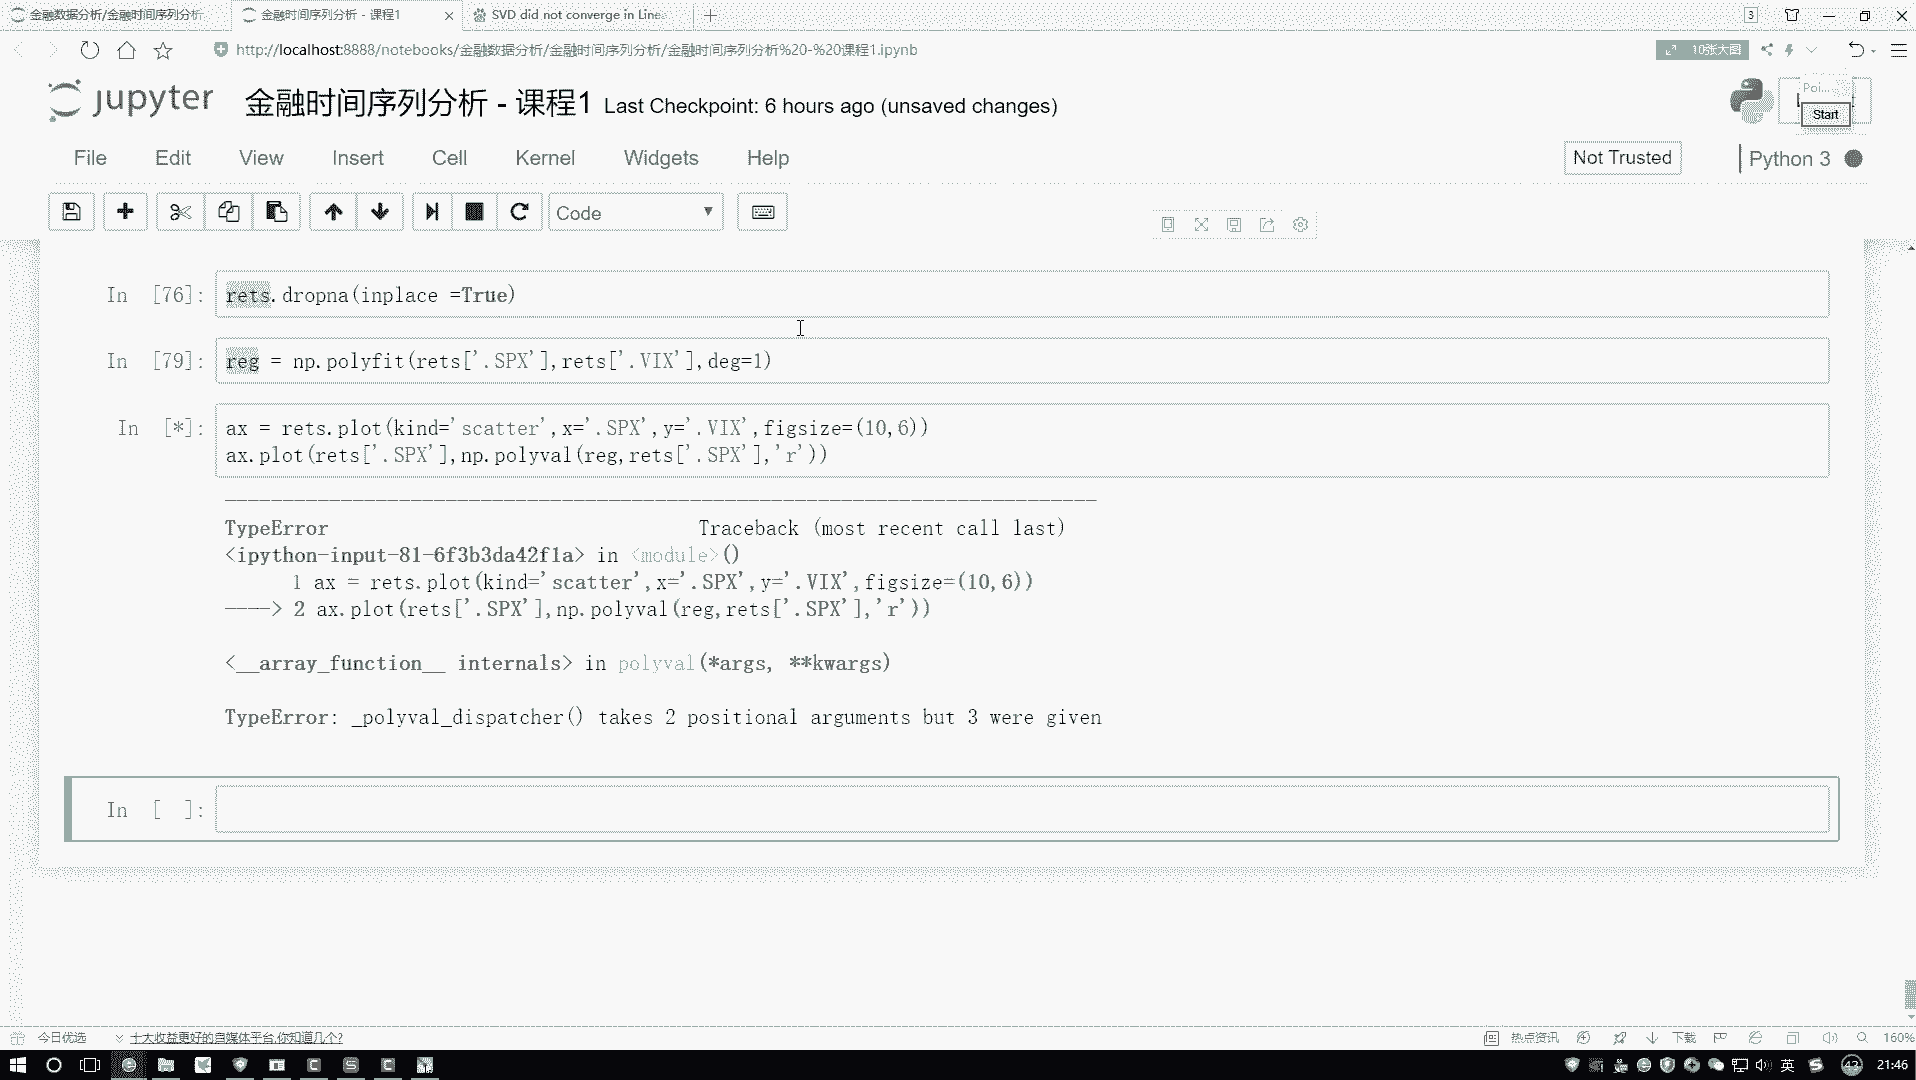 金融数据分析/金融时间序列分析
金融时间序列分析 - 课程1
SVD did not converge in Linea
3
http://localhost:8888/notebooks/金融数据分析/金融时间序列分析/金融时间序列分析%20-%20课程1.ipynb
10张大图
jupyter
金融时间序列分析 - 课程1
Last Checkpoint: 6 hours ago (unsaved changes)
Poi...
Start
File Edit View Insert Cell Kernel Widgets Help
Not Trusted
Python 3
Code
In [76]: rets.dropna(inplace =True)
In [79]: reg = np.polyfit(rets['.SPX'],rets['.VIX'],deg=1)
In [*]: ax = rets.plot(kind='scatter',x='.SPX',y='.VIX',figsize=(10,6))
ax.plot(rets['.SPX'],np.polyval(reg,rets['.SPX'],'r'))
TypeError Traceback (most recent call last)
<ipython-input-81-6f3b3da42f1a> in <module>()
1 ax = rets.plot(kind='scatter',x='.SPX',y='.VIX',figsize=(10,6))
----> 2 ax.plot(rets['.SPX'],np.polyval(reg,rets['.SPX'],'r'))
<__array_function__ internals> in polyval(*args, **kwargs)
TypeError: _polyval_dispatcher() takes 2 positional arguments but 3 were given
In [ ]:
今日优选
十大收益更好的自媒体平台,你知道几个?
热点资讯
下载
160%
英
43
21:46